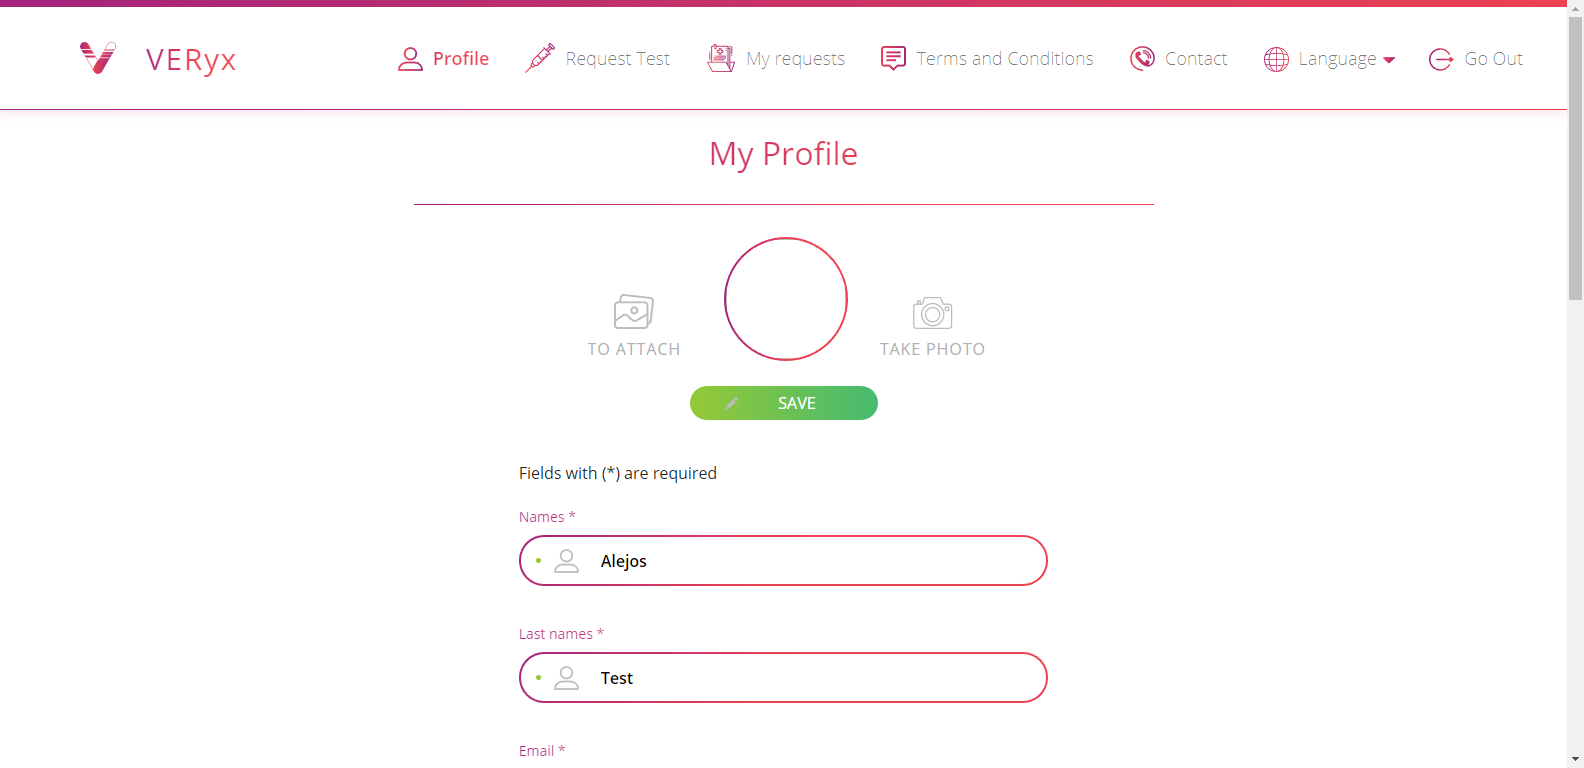 VERyx
Profile
Request Test
My requests
Terms and Conditions
Contact
Language
Go Out
My Profile
TO ATTACH
TAKE PHOTO
SAVE
Fields with (*) are required
Names *
Alejos
Last names *
Test
Email *